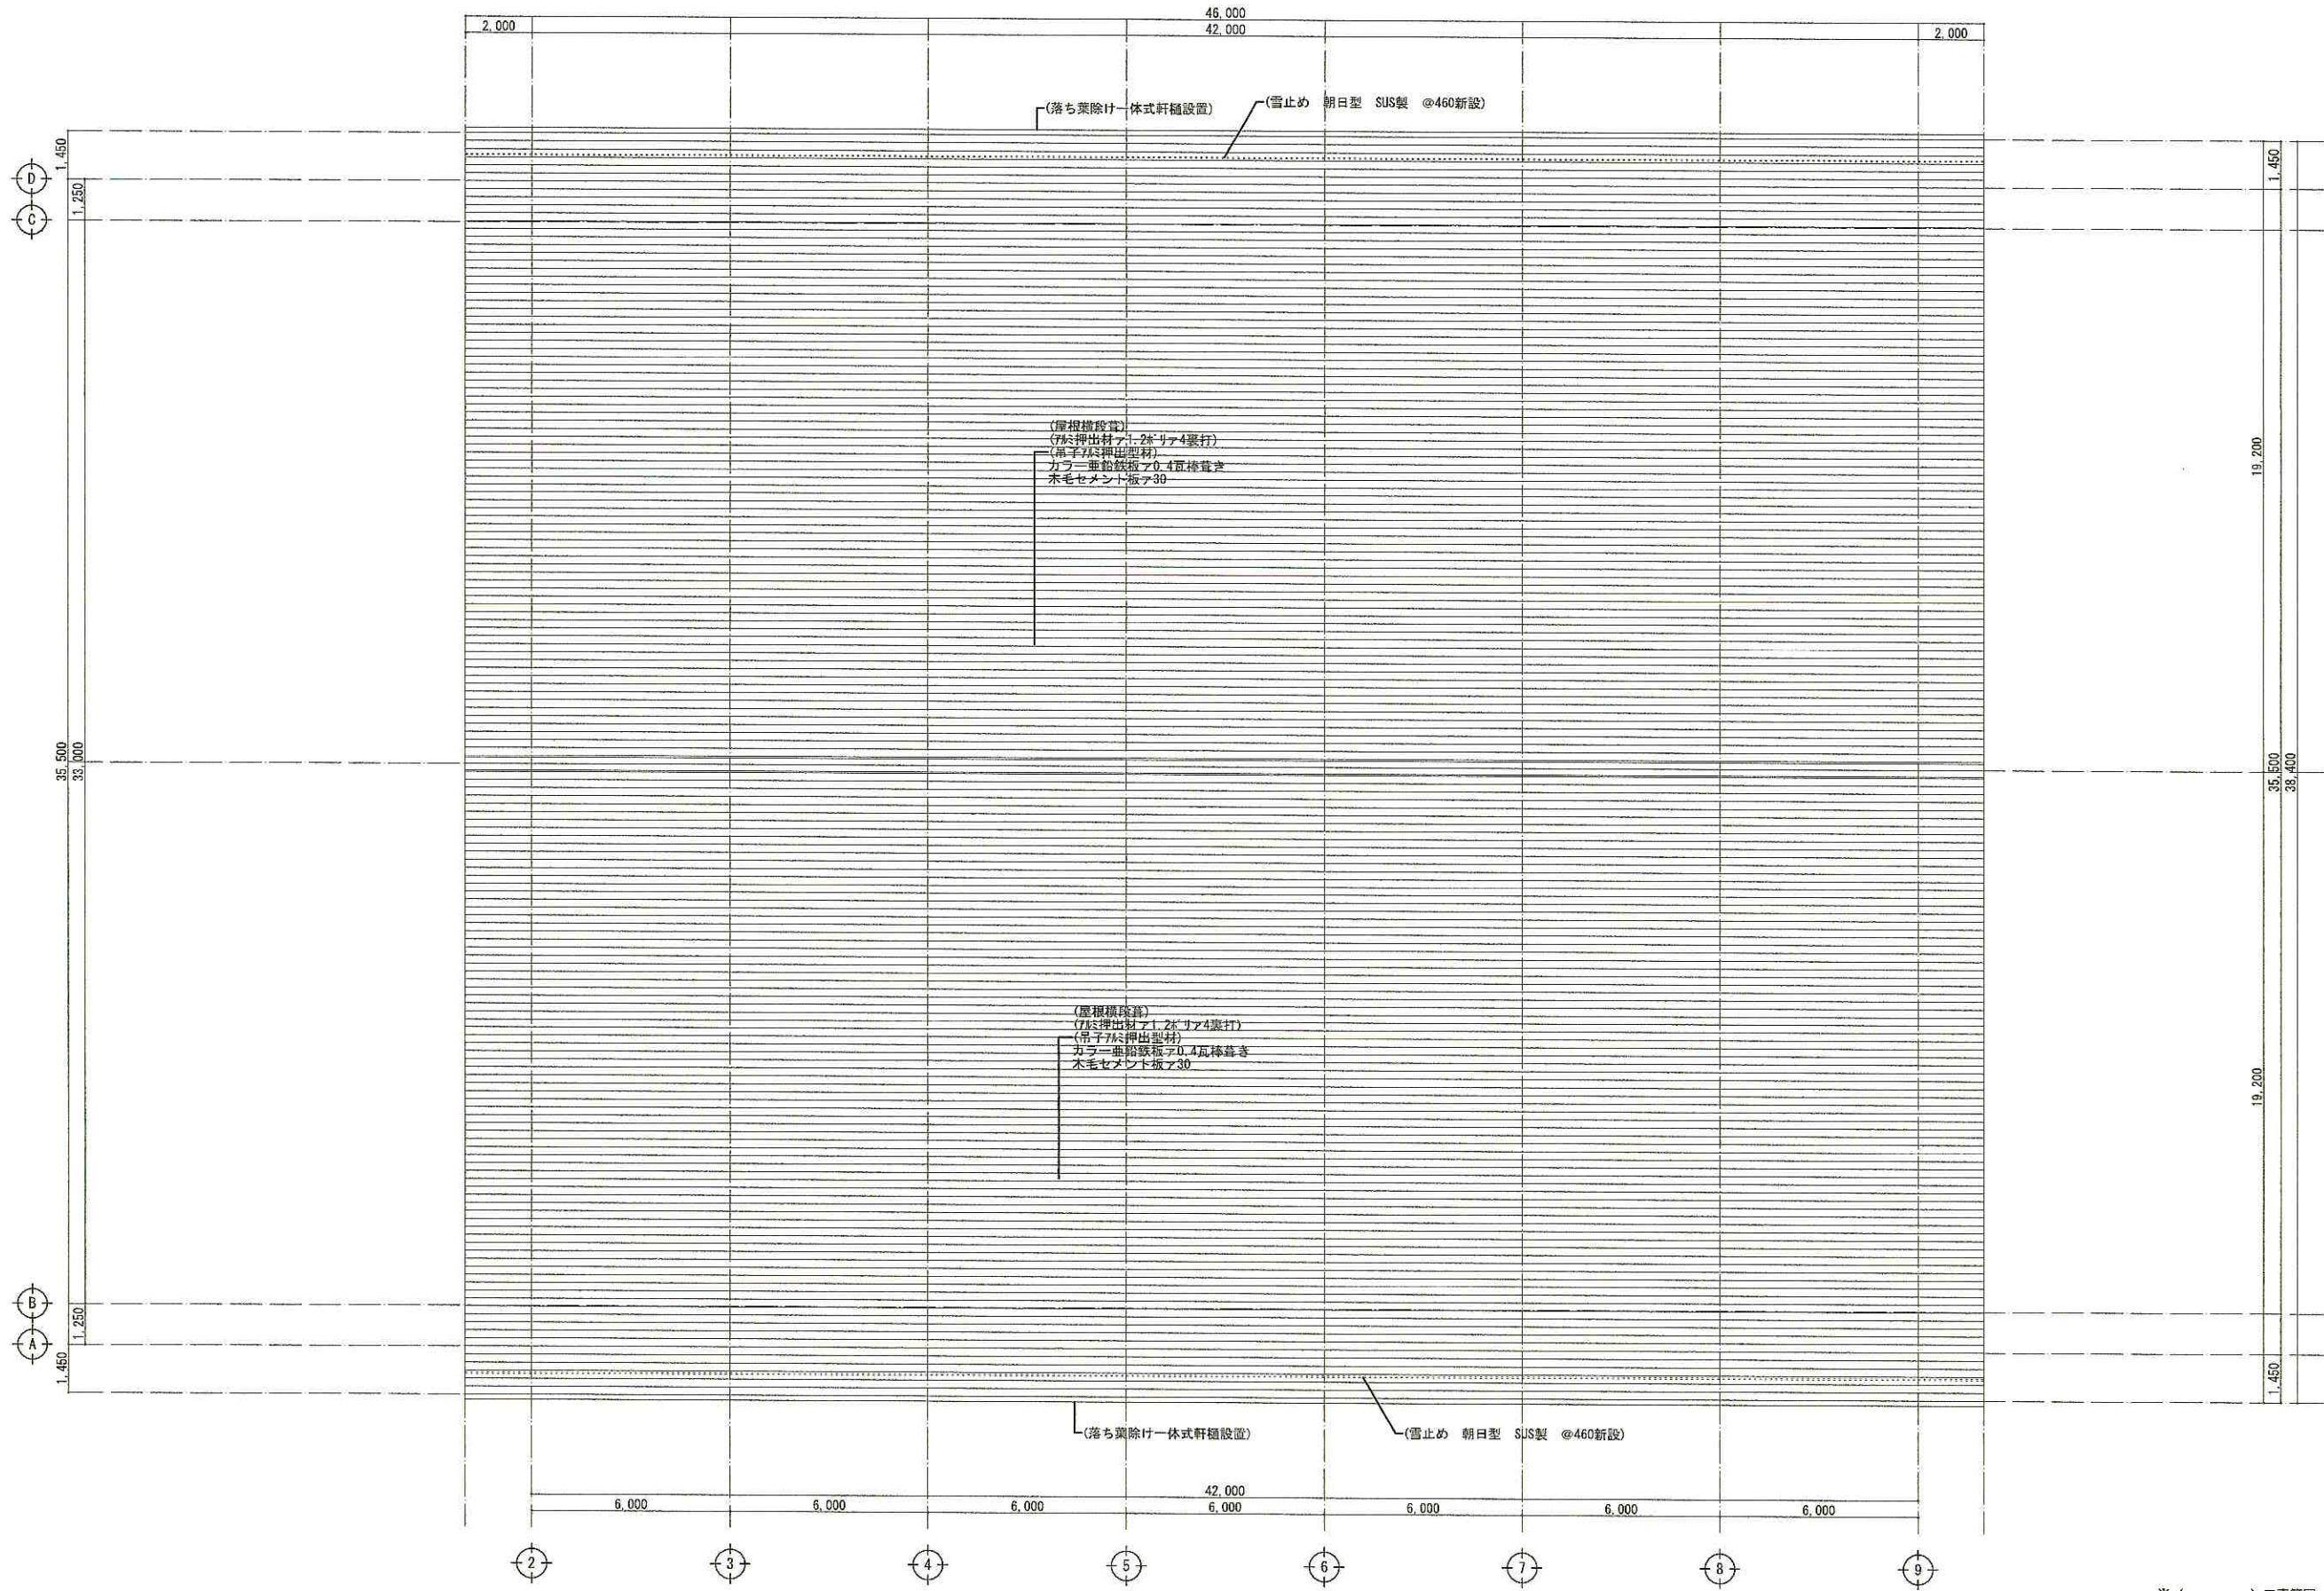 46,000
2,000
42,000
2,000
(落ち葉除け一体式軒樋設置)
(雪止め 朝日型 SUS製 @460新設)
1,450
D
1,250
C
1,450
(屋根横段葺)
(アルミ押出材ァ1.2ポリァ4裏打)
(吊子アルミ押出型材)
カラー亜鉛鉄板ァ0.4瓦棒葺き
木毛セメント板ァ30
19,200
35,500
33,000
35,500
38,400
(屋根横段葺)
(アルミ押出材ァ1.2ポリァ4裏打)
(吊子アルミ押出型材)
カラー亜鉛鉄板ァ0.4瓦棒葺き
木毛セメント板ァ30
19,200
B
1,250
A
1,450
1,450
(落ち葉除け一体式軒樋設置)
(雪止め 朝日型 SUS製 @460新設)
42,000
6,000
6,000
6,000
6,000
6,000
6,000
6,000
2
3
4
5
6
7
8
9